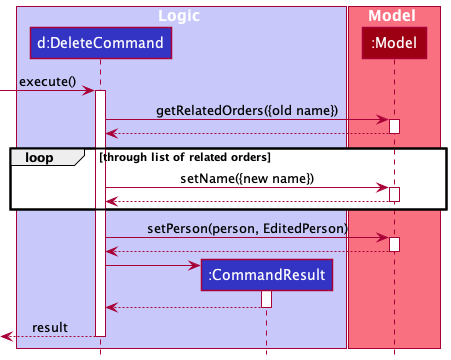 Logic
Model
d:DeleteCommand
:Model
execute()
getRelatedOrders({old name})
loop
[through list of related orders]
setName({new name})
setPerson(person, EditedPerson)
:CommandResult
result